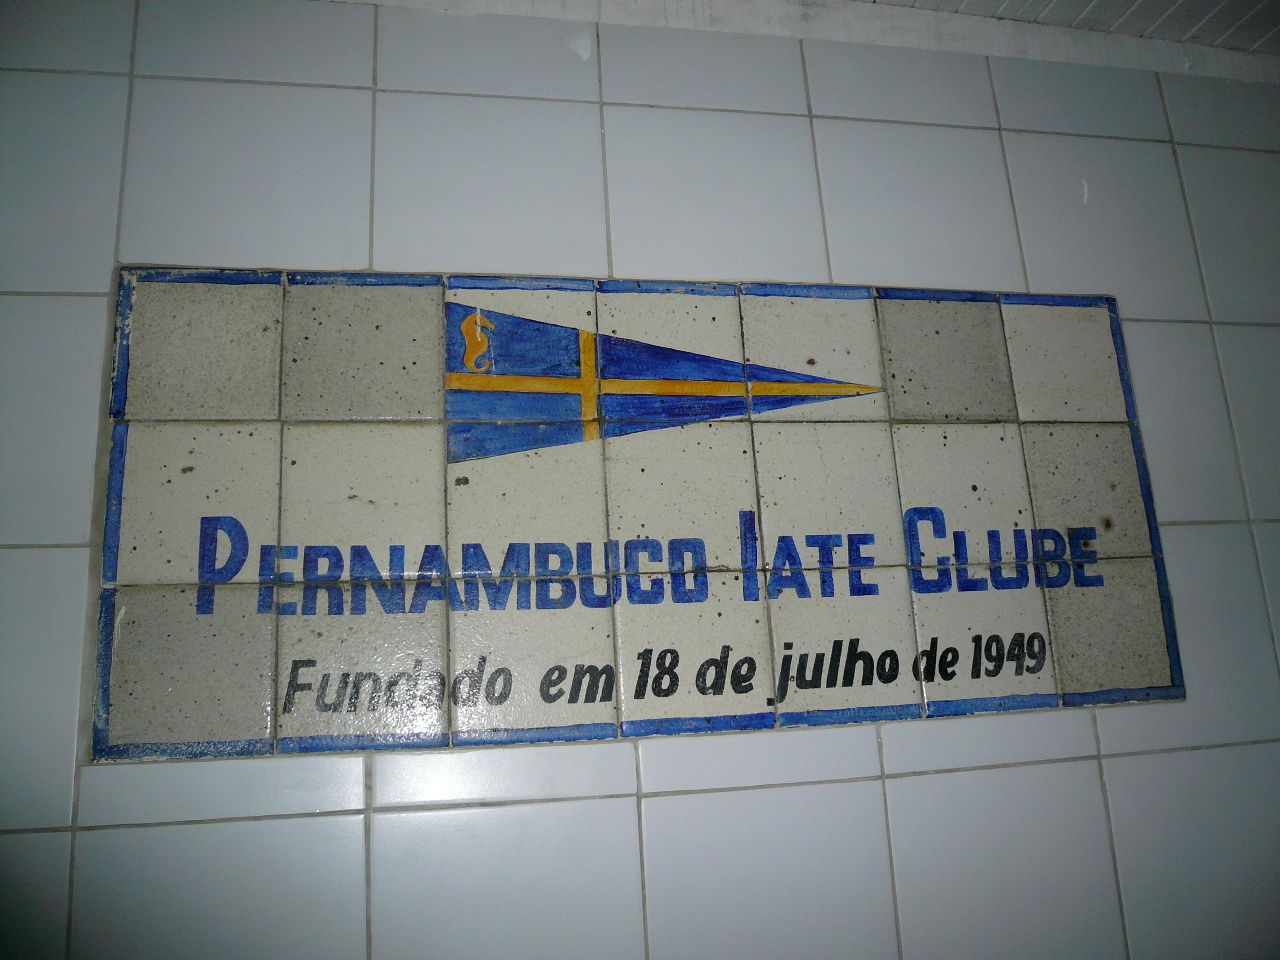 PERNAMBUCO IATE CLUBE
Fundado em 18 de julho de 1949